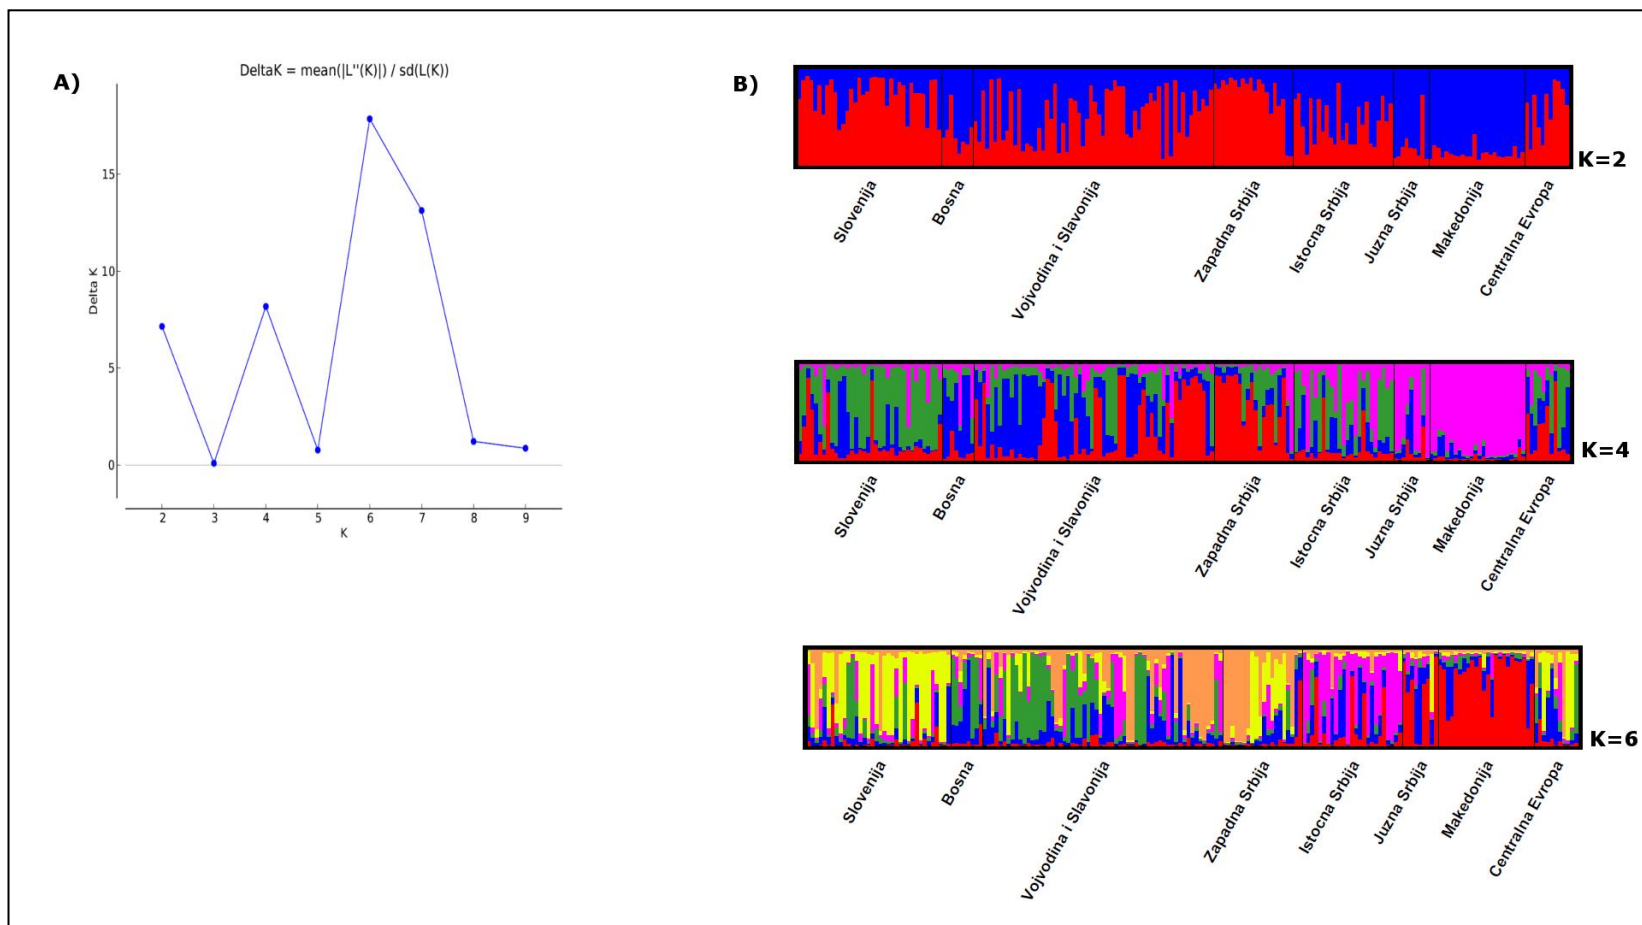 A)
DeltaK = mean(|L''(K)|) / sd(L(K))
15
10
5
0
Delta K
2 3 4 5 6 7 8 9
K
B)
K=2
Slovenija
Bosna
Vojvodina i Slavonija
Zapadna Srbija
Istocna Srbija
Juzna Srbija
Makedonija
Centralna Evropa
K=4
Slovenija
Bosna
Vojvodina i Slavonija
Zapadna Srbija
Istocna Srbija
Juzna Srbija
Makedonija
Centralna Evropa
K=6
Slovenija
Bosna
Vojvodina i Slavonija
Zapadna Srbija
Istocna Srbija
Juzna Srbija
Makedonija
Centralna Evropa